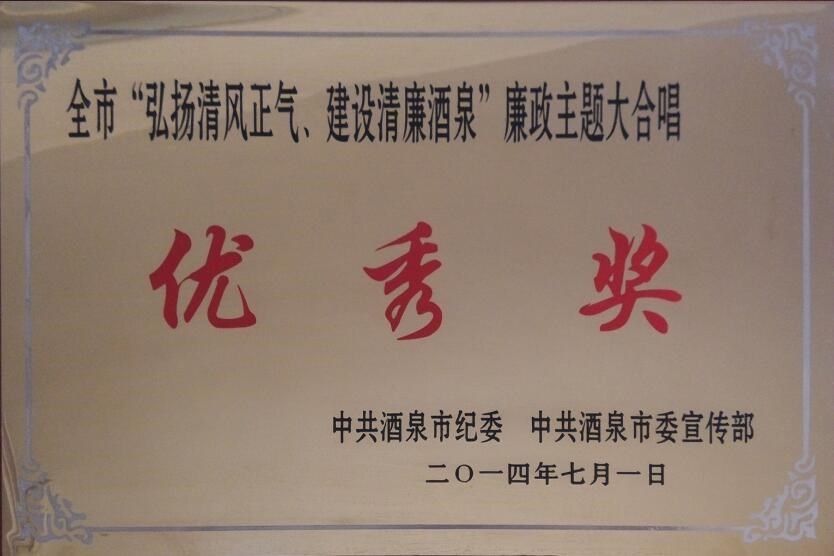 全市“弘扬清风正气、建设清廉酒泉”廉政主题大合唱
优秀奖
中共酒泉市纪委 中共酒泉市委宣传部
二〇一四年七月一日